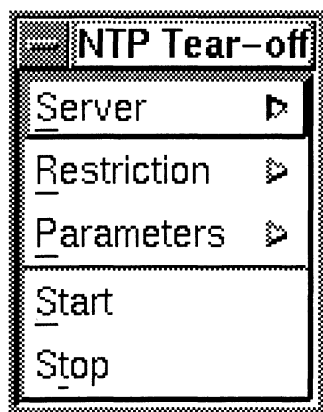 NTP Tear-off
Server
Restriction
Parameters
Start
Stop